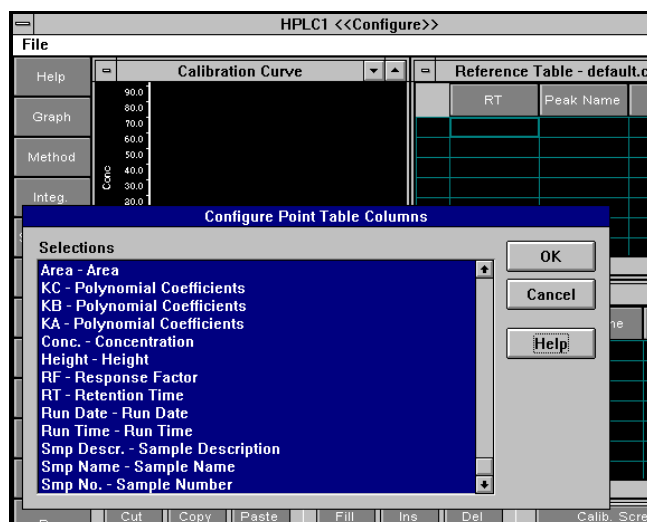 HPLC1 <<Configure>>
File
Help
Graph
Method
Integ.
Calibration Curve
90.0
80.0
70.0
60.0
50.0
40.0
30.0
20.0
Conc
Reference Table - default.c
RT Peak Name
Configure Point Table Columns
Selections
Area - Area
KC - Polynomial Coefficients
KB - Polynomial Coefficients
KA - Polynomial Coefficients
Conc. - Concentration
Height - Height
RF - Response Factor
RT - Retention Time
Run Date - Run Date
Run Time - Run Time
Smp Descr. - Sample Description
Smp Name - Sample Name
Smp No. - Sample Number
OK
Cancel
Help
Cut Copy Paste Fill Ins Del Calib. Scre